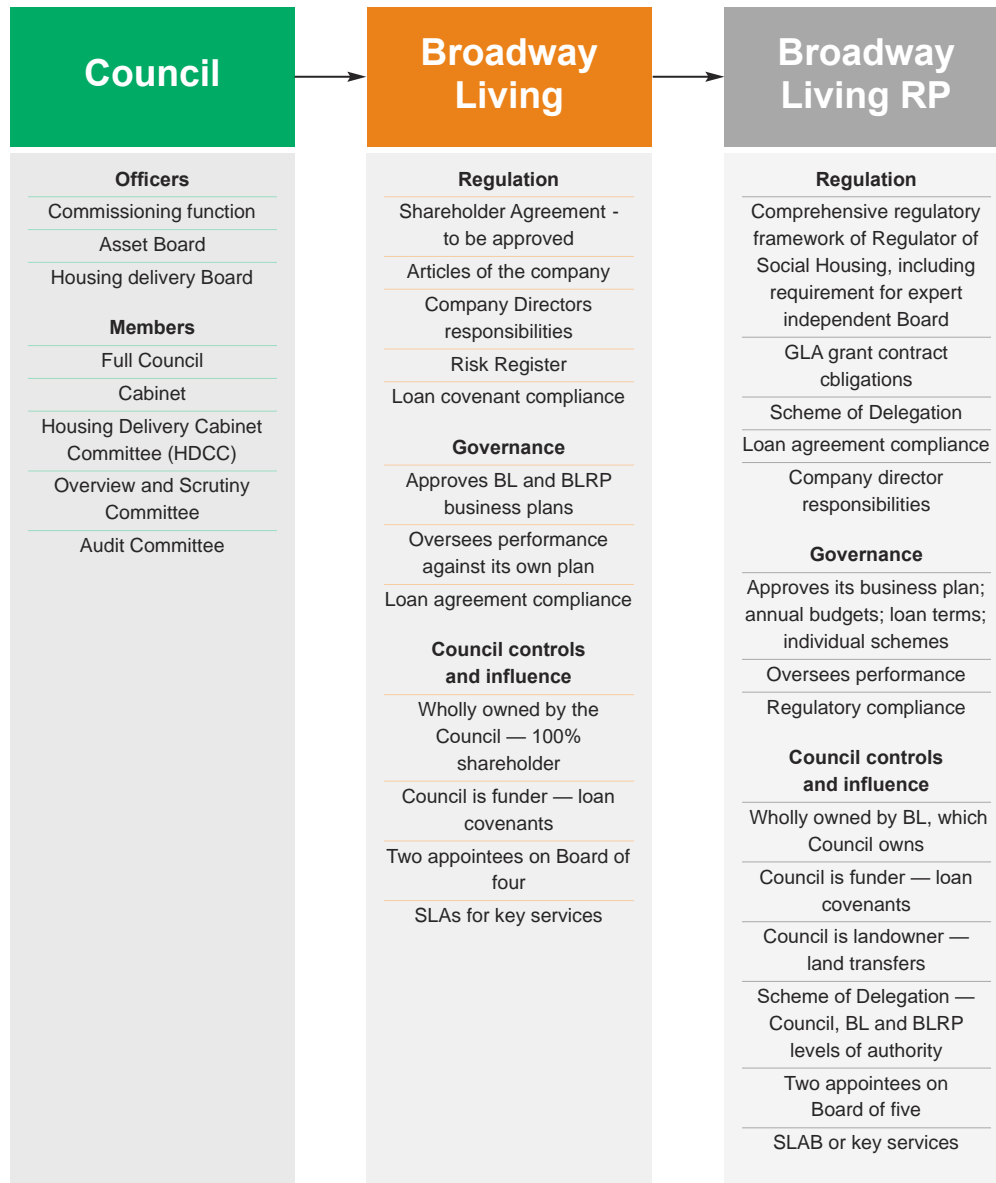 Council
Officers
Commissioning function
Asset Board
Housing delivery Board
Members
Full Council
Cabinet
Housing Delivery Cabinet
Committee (HDCC)
Overview and Scrutiny
Committee
Audit Committee
Broadway
Living
Regulation
Shareholder Agreement -
to be approved
Articles of the company
Company Directors
responsibilities
Risk Register
Loan covenant compliance
Governance
Approves BL and BLRP
business plans
Oversees performance
against its own plan
Loan agreement compliance
Council controls
and influence
Wholly owned by the
Council — 100%
shareholder
Council is funder — loan
covenants
Two appointees on Board of
four
SLAs for key services
Broadway
Living RP
Regulation
Comprehensive regulatory
framework of Regulator of
Social Housing, including
requirement for expert
independent Board
GLA grant contract
cbligations
Scheme of Delegation
Loan agreement compliance
Company director
responsibilities
Governance
Approves its business plan;
annual budgets; loan terms;
individual schemes
Oversees performance
Regulatory compliance
Council controls
and influence
Wholly owned by BL, which
Council owns
Council is funder — loan
covenants
Council is landowner —
land transfers
Scheme of Delegation —
Council, BL and BLRP
levels of authority
Two appointees on
Board of five
SLAB or key services